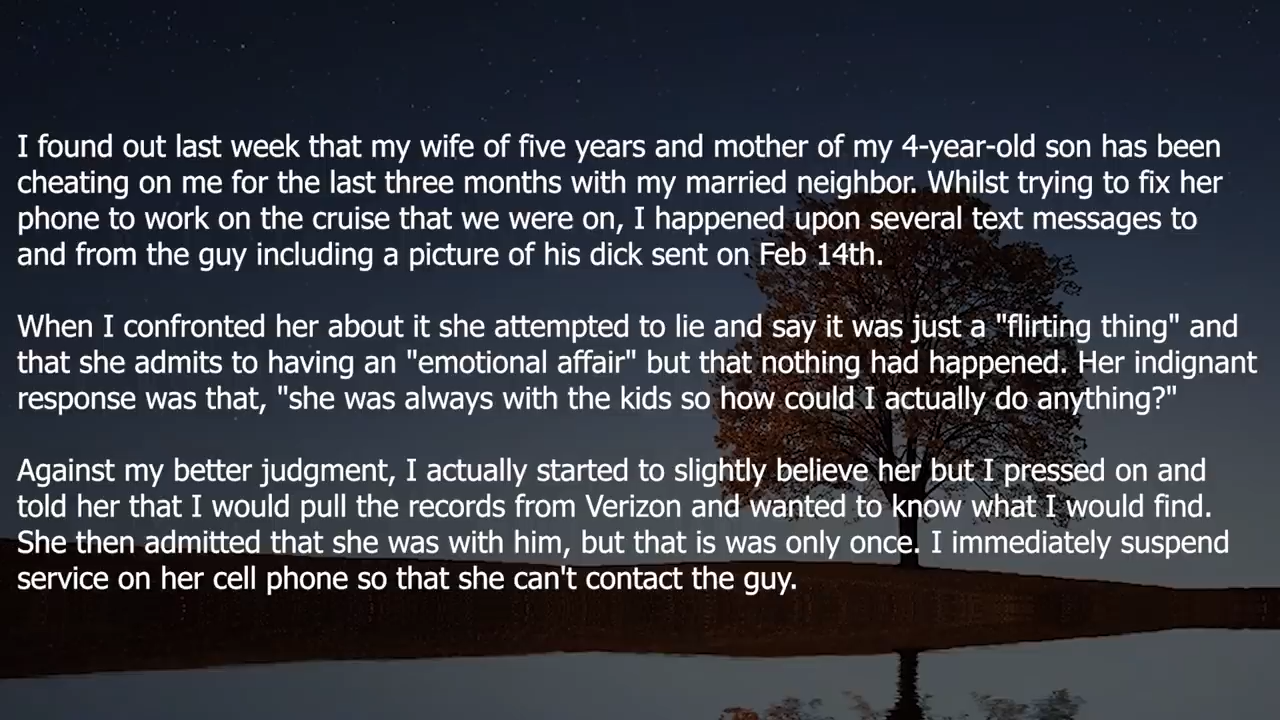 I found out last week that my wife of five years and mother of my 4-year-old son has been
cheating on me for the last three months with my married neighbor. Whilst trying to fix her
phone to work on the cruise that we were on, I happened upon several text messages to
and from the guy including a picture of his dick sent on Feb 14th.
When I confronted her about it she attempted to lie and say it was just a "flirting thing" and
that she admits to having an "emotional affair" but that nothing had happened. Her indignant
response was that, "she was always with the kids so how could I actually do anything?"
Against my better judgment, I actually started to slightly believe her but I pressed on and
told her that I would pull the records from Verizon and wanted to know what I would find.
She then admitted that she was with him, but that is was only once. I immediately suspend
service on her cell phone so that she can't contact the guy.